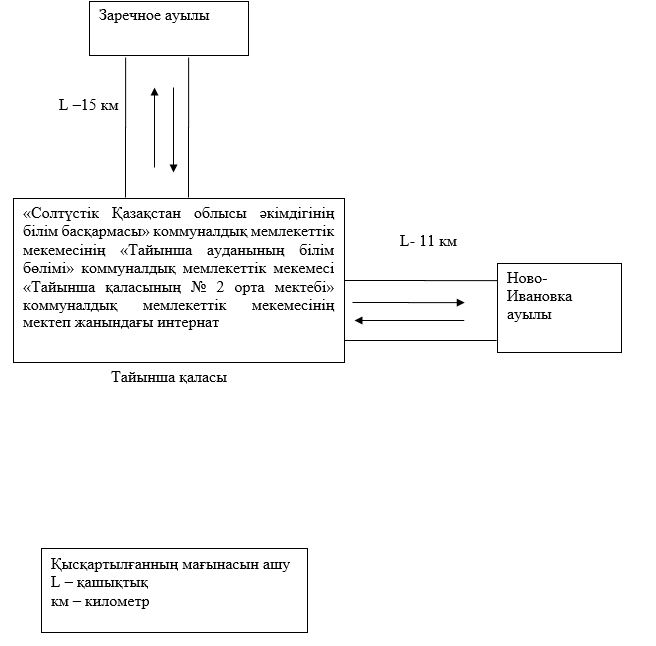 Заречное ауылы
L –15 км
«Солтүстік Қазақстан облысы әкімдігінің
білім басқармасы» коммуналдық мемлекеттік
мекемесінің «Тайынша ауданының білім
бөлімі» коммуналдық мемлекеттік мекемесі
«Тайынша қаласының № 2 орта мектебі»
коммуналдық мемлекеттік мекемесінің
мектеп жанындағы интернат
L- 11 км
Ново-
Ивановка
ауылы
Тайынша қаласы
Қысқартылғанның мағынасын ашу
L – қашықтық
км – километр